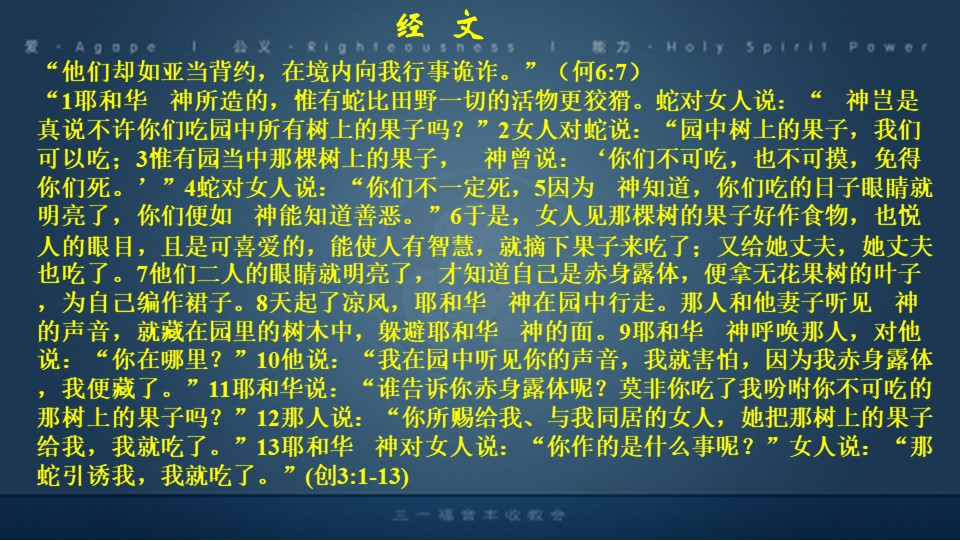 经 文
爱 · Agape | 公义 · Righteousness | 能力 · Holy Spirit Power
“他们却如亚当背约，在境内向我行事诡诈。”（何6:7）
“1耶和华　神所造的，惟有蛇比田野一切的活物更狡猾。蛇对女人说：“　神岂是
真说不许你们吃园中所有树上的果子吗？”2女人对蛇说：“园中树上的果子，我们
可以吃；3惟有园当中那棵树上的果子，　神曾说：‘你们不可吃，也不可摸，免得
你们死。’”4蛇对女人说：“你们不一定死，5因为　神知道，你们吃的日子眼睛就
明亮了，你们便如　神能知道善恶。”6于是，女人见那棵树的果子好作食物，也悦
人的眼目，且是可喜爱的，能使人有智慧，就摘下果子来吃了；又给她丈夫，她丈夫
也吃了。7他们二人的眼睛就明亮了，才知道自己是赤身露体，便拿无花果树的叶子
，为自己编作裙子。8天起了凉风，耶和华　神在园中行走。那人和他妻子听见　神
的声音，就藏在园里的树木中，躲避耶和华　神的面。9耶和华　神呼唤那人，对他
说：“你在哪里？”10他说：“我在园中听见你的声音，我就害怕，因为我赤身露体
，我便藏了。”11耶和华说：“谁告诉你赤身露体呢？莫非你吃了我吩咐你不可吃的
那树上的果子吗？”12那人说：“你所赐给我、与我同居的女人，她把那树上的果子
给我，我就吃了。”13耶和华　神对女人说：“你作的是什么事呢？”女人说：“那
蛇引诱我，我就吃了。”(创3:1-13)
三一福音丰收教会